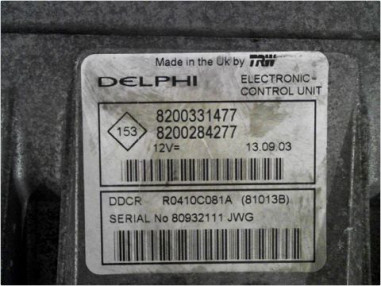 Made in the Uk by TRW
DELPHI
ELECTRONIC-
CONTROL UNIT
153
8200331477
8200284277
12V= 13.09.03
DDCR R0410C081A (81013B)
SERIAL No 80932111 JWG